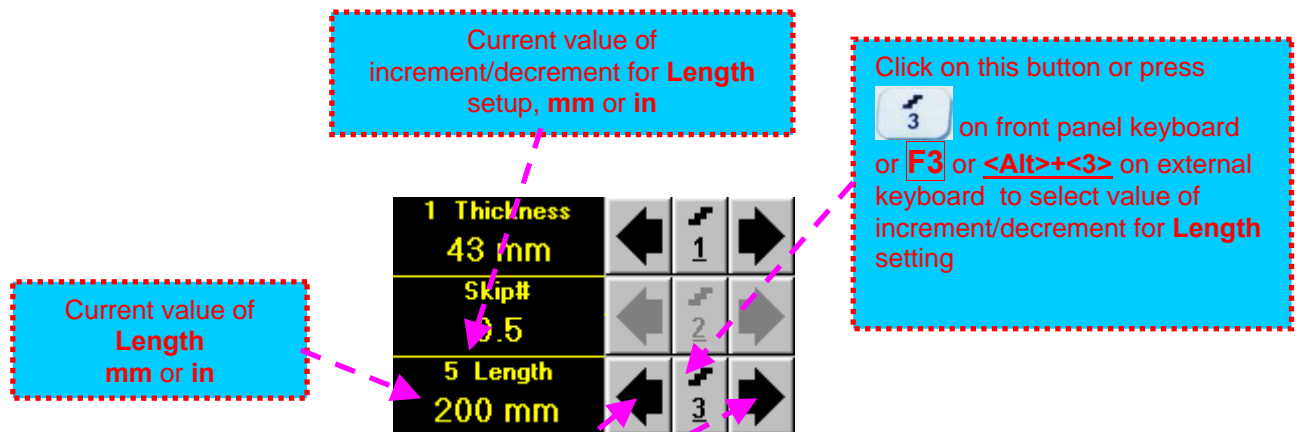 Current value of
increment/decrement for Length
setup, mm or in
Click on this button or press
3 on front panel keyboard
or F3 or <Alt>+<3> on external
keyboard to select value of
increment/decrement for Length
setting
1 Thickness
43 mm
1
Skip#
2
Current value of
Length
mm or in
5 Length
200 mm
3